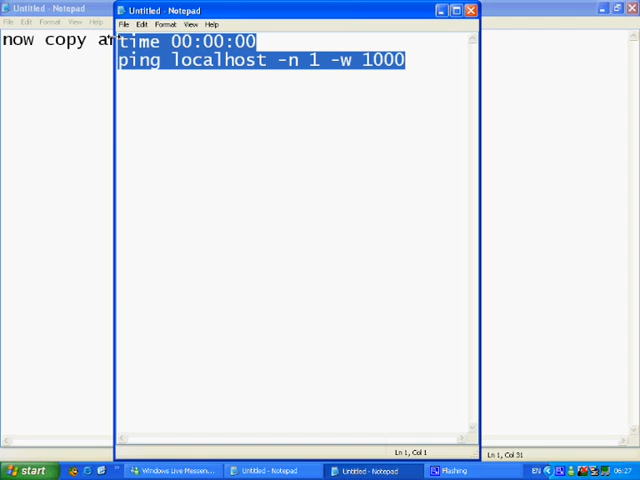 Untitled - Notepad
File Edit Format View Help
now copy an
Untitled - Notepad
File Edit Format View Help
time 00:00:00
ping localhost -n 1 -w 1000
Ln 1, Col 1
Ln 1, Col 31
start
Windows Live Messen...
Untitled - Notepad
Untitled - Notepad
Flashing
EN
06:27